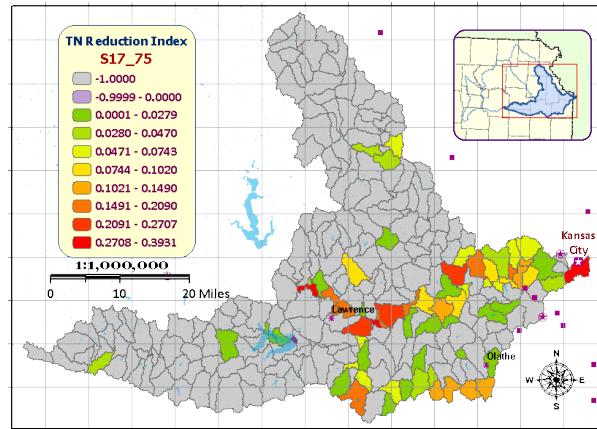 TN Reduction Index
S17_75
-1.0000
-0.9999 - 0.0000
0.0001 - 0.0279
0.0280 - 0.0470
0.0471 - 0.0743
0.0744 - 0.1020
0.1021 - 0.1490
0.1491 - 0.2090
0.2091 - 0.2707
0.2708 - 0.3931
1:1,000,000
0 10 20 Miles
Kansas
City
Lawrence
Olathe
N
W E
S